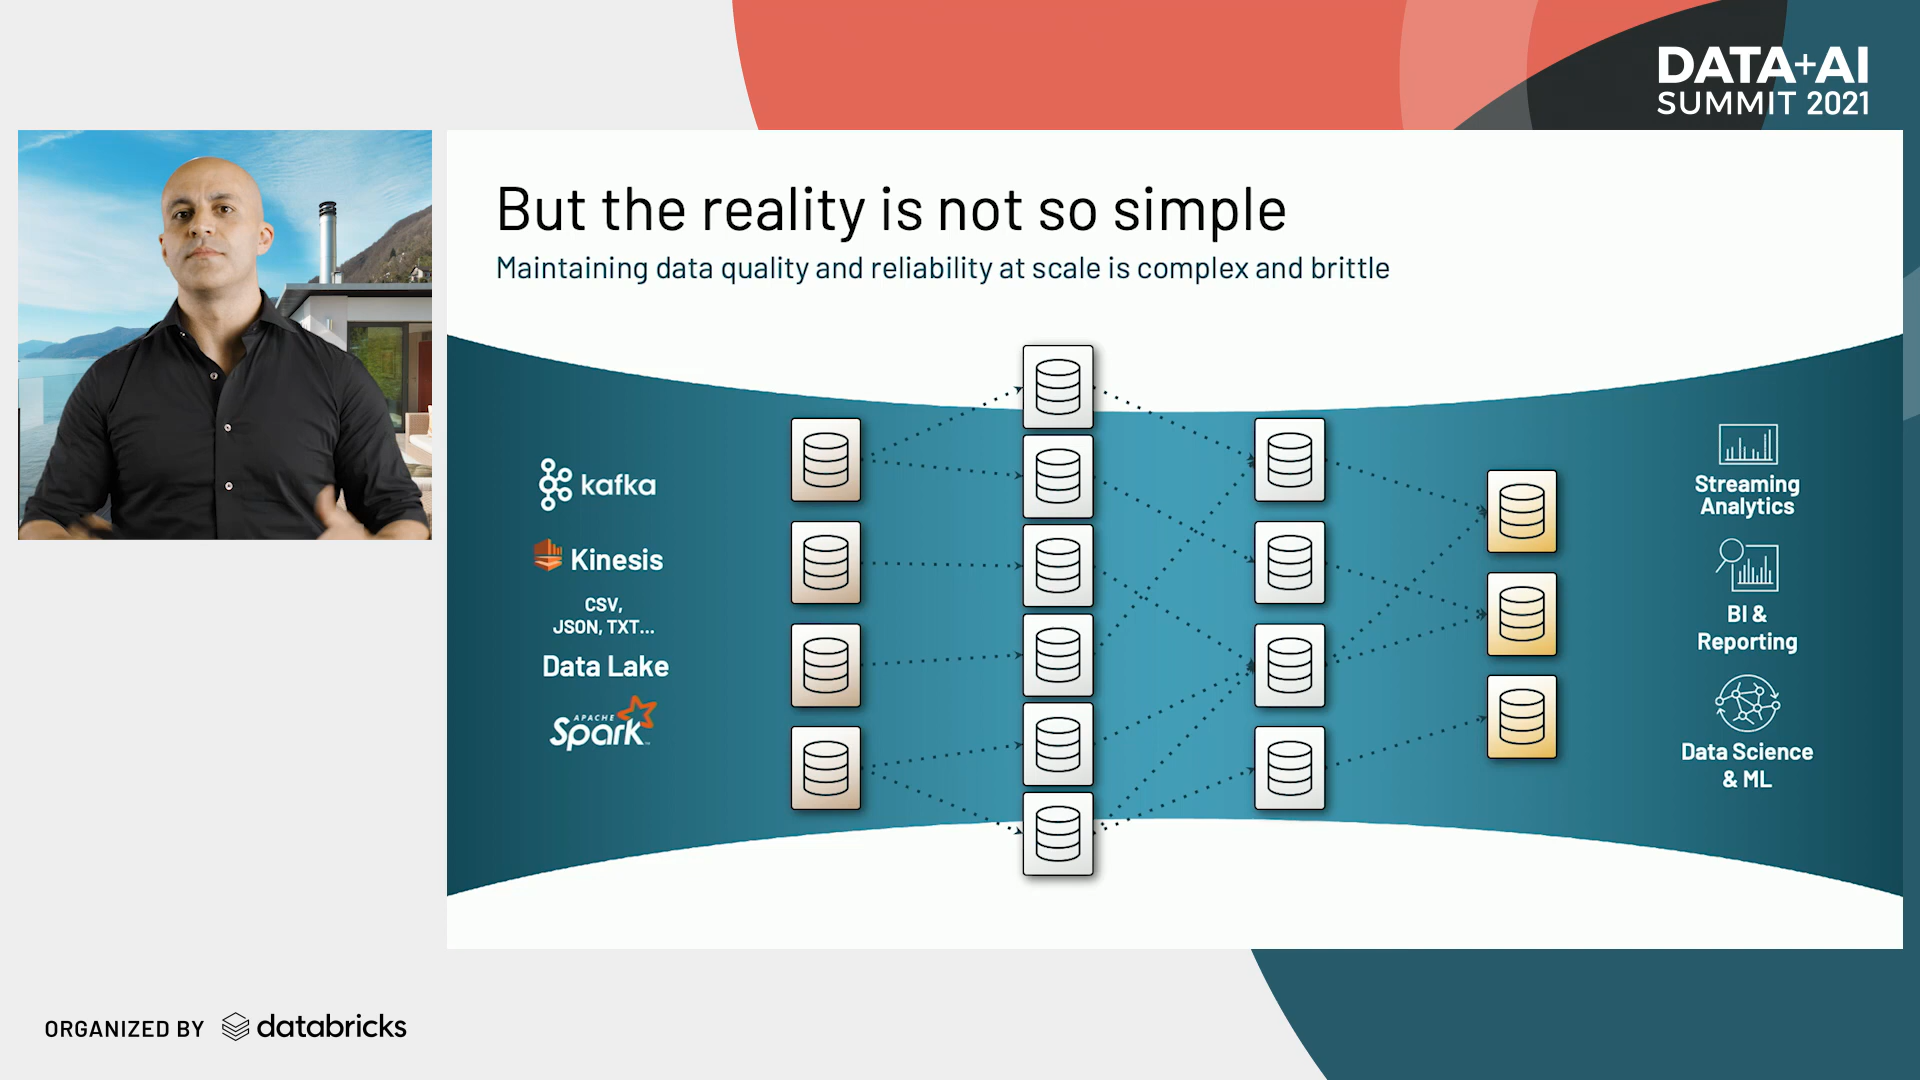 DATA+AI
SUMMIT 2021
But the reality is not so simple
Maintaining data quality and reliability at scale is complex and brittle
kafka
Kinesis
CSV,
JSON, TXT...
Data Lake
APACHE
Spark
Streaming
Analytics
BI &
Reporting
Data Science
& ML
ORGANIZED BY databricks